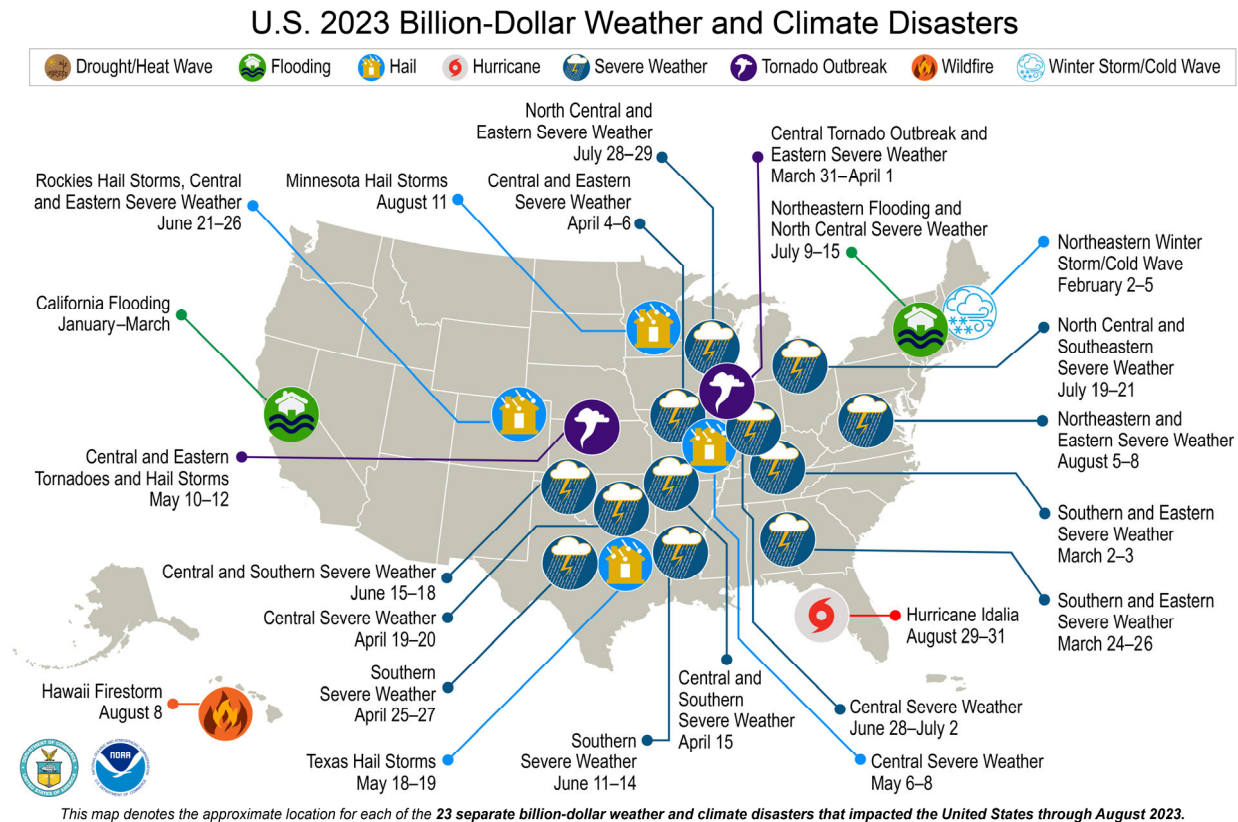 U.S. 2023 Billion-Dollar Weather and Climate Disasters
Drought/Heat Wave
Flooding
Hail
Hurricane
Severe Weather
Tornado Outbreak
Wildfire
Winter Storm/Cold Wave
North Central and
Eastern Severe Weather
July 28–29
Central Tornado Outbreak and
Eastern Severe Weather
March 31–April 1
Rockies Hail Storms, Central
and Eastern Severe Weather
June 21–26
Minnesota Hail Storms
August 11
Central and Eastern
Severe Weather
April 4–6
Northeastern Flooding and
North Central Severe Weather
July 9–15
Northeastern Winter
Storm/Cold Wave
February 2–5
California Flooding
January–March
North Central and
Southeastern
Severe Weather
July 19–21
Northeastern and
Eastern Severe Weather
August 5–8
Central and Eastern
Tornadoes and Hail Storms
May 10–12
Southern and Eastern
Severe Weather
March 2–3
Central and Southern Severe Weather
June 15–18
Southern and Eastern
Severe Weather
March 24–26
Central Severe Weather
April 19–20
Hurricane Idalia
August 29–31
Southern
Severe Weather
April 25–27
Central and
Southern
Severe Weather
April 15
Hawaii Firestorm
August 8
Central Severe Weather
June 28–July 2
Texas Hail Storms
May 18–19
Southern
Severe Weather
June 11–14
Central Severe Weather
May 6–8
NOAA
This map denotes the approximate location for each of the 23 separate billion-dollar weather and climate disasters that impacted the United States through August 2023.